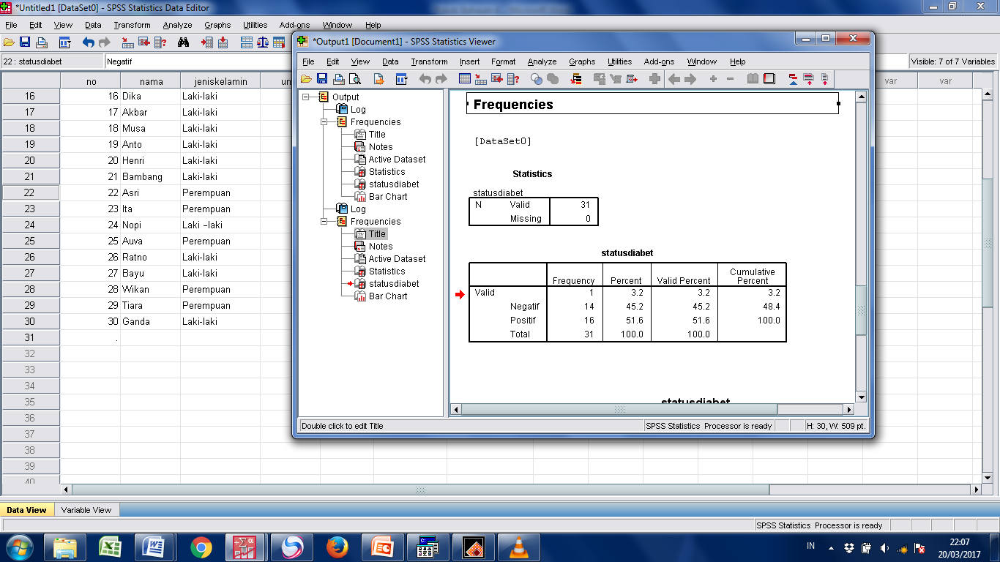 *Untitled1 [DataSet0] - SPSS Statistics Data Editor
File Edit View Data Transform Analyze Graphs Utilities Add-ons Window Help
22 : statusdiabet Negatif Visible: 7 of 7 Variables
no nama jeniskelamin um var var
16 16 Dika Laki-laki
17 17 Akbar Laki-laki
18 18 Musa Laki-laki
19 19 Anto Laki-laki
20 20 Henri Laki-laki
21 21 Bambang Laki-laki
22 22 Asri Perempuan
23 23 Ita Perempuan
24 24 Nopi Laki –laki
25 25 Auva Perempuan
26 26 Ratno Laki-laki
27 27 Bayu Laki-laki
28 28 Wikan Perempuan
29 29 Tiara Perempuan
30 30 Ganda Laki-laki
31 .
32
33
34
35
36
37
38
39
40
*Output1 [Document1] - SPSS Statistics Viewer
File Edit View Data Transform Insert Format Analyze Graphs Utilities Add-ons Window Help
Output
Log
Frequencies
Title
Notes
Active Dataset
Statistics
statusdiabet
Bar Chart
Log
Frequencies
Title
Notes
Active Dataset
Statistics
statusdiabet
Bar Chart
Frequencies
[DataSet0]
Statistics
statusdiabet
N Valid 31
Missing 0
statusdiabet
Frequency Percent Valid Percent Cumulative Percent
Valid 1 3.2 3.2 3.2
Negatif 14 45.2 45.2 48.4
Positif 16 51.6 51.6 100.0
Total 31 100.0 100.0
statusdiabet
Double click to edit Title SPSS Statistics Processor is ready H: 30, W: 509 pt.
Data View Variable View
SPSS Statistics Processor is ready
IN 22:07
20/03/2017